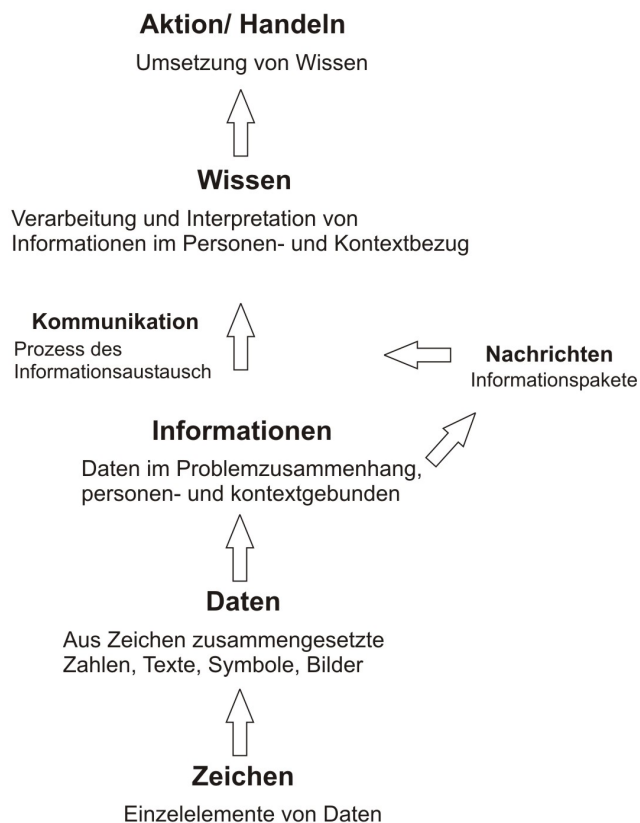 Aktion/ Handeln
Umsetzung von Wissen
Wissen
Verarbeitung und Interpretation von
Informationen im Personen- und Kontextbezug
Kommunikation
Prozess des
Informationsaustausch
Nachrichten
Informationspakete
Informationen
Daten im Problemzusammenhang,
personen- und kontextgebunden
Daten
Aus Zeichen zusammengesetzte
Zahlen, Texte, Symbole, Bilder
Zeichen
Einzelelemente von Daten